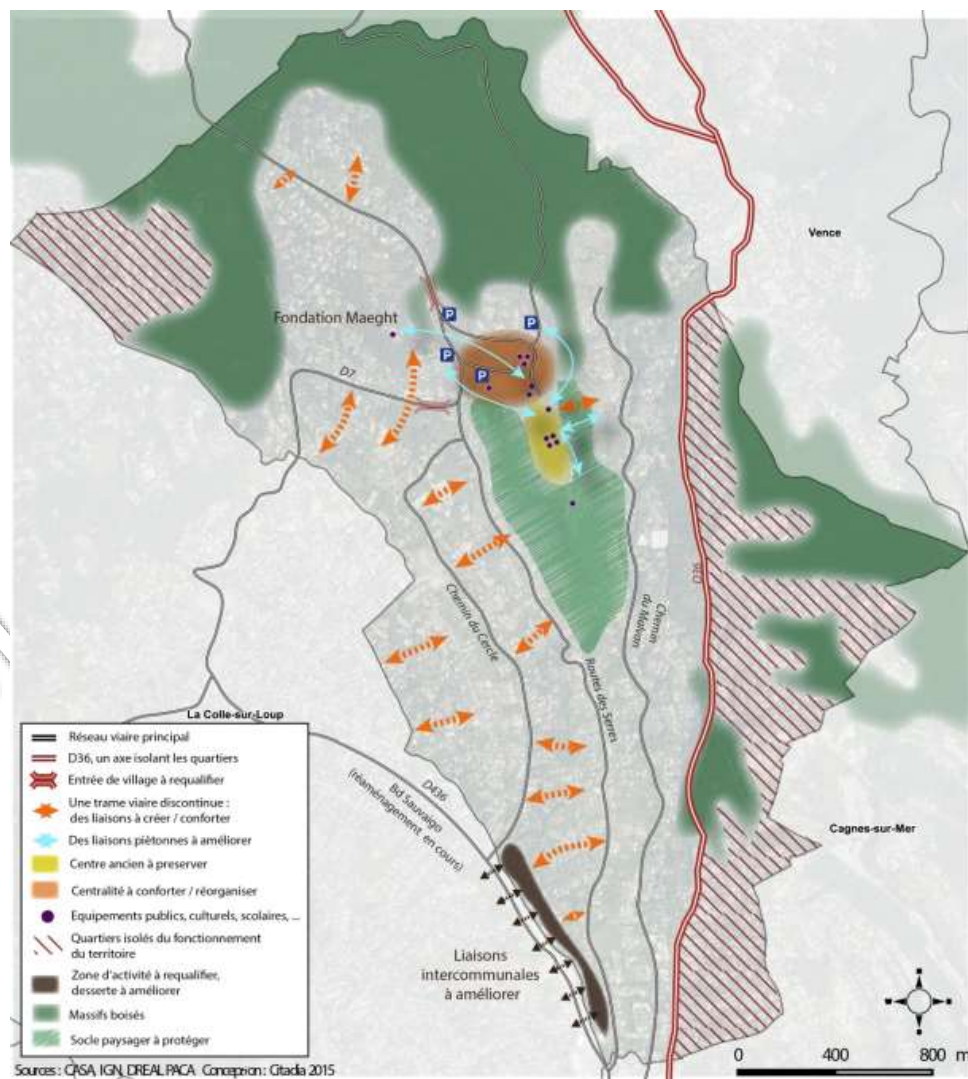 Vence
Fondation Maeght
P
P
P
P
D7
D36
Chemin du Cercle
Chemin
du Malvan
Routes des Serres
La Colle-sur-Loup
D436
Bd Sauvaigo
(réaménagement en cours)
Cagnes-sur-Mer
Liaisons
intercommunales
à améliorer
Réseau viaire principal
D36, un axe isolant les quartiers
Entrée de village à requalifier
Une trame viaire discontinue :
des liaisons à créer / conforter
Des liaisons piètonnes à améliorer
Centre ancien à preserver
Centralité à conforter / réorganiser
Equipements publics, culturels, scolaires, ...
Quartiers isolés du fonctionnement
du territoire
Zone d'activité à requalifier,
desserte à améliorer
Massifs boisés
Socle paysager à protéger
0 400 800 m
Sources : CASA, IGN, DREAL PACA Conception : Citadia 2015